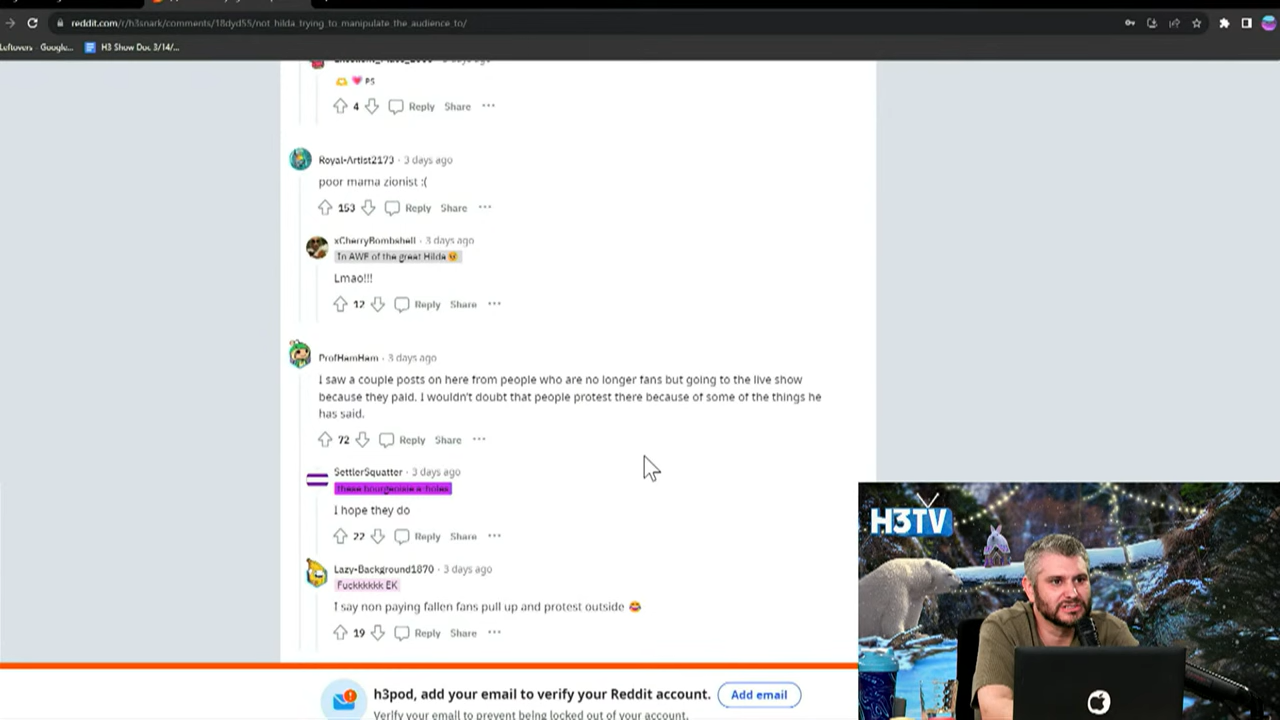 reddit.com/r/h3snark/comments/18dyd55/not_hilda_trying_to_manipulate_the_audience_to/
Leftovers - Google... H3 Show Doc 3/14/...
PS
4 Reply Share ...
Royal-Artist2173 · 3 days ago
poor mama zionist :(
153 Reply Share ...
xCherryBombshell · 3 days ago
In AWE of the great Hilda
Lmao!!!
12 Reply Share ...
ProfHamHam · 3 days ago
I saw a couple posts on here from people who are no longer fans but going to the live show
because they paid. I wouldn't doubt that people protest there because of some of the things he
has said.
72 Reply Share ...
SettlerSquatter · 3 days ago
these bourgeoisie a-holes
I hope they do
22 Reply Share ...
Lazy-Background1870 · 3 days ago
Fuckkkkkk EK
I say non paying fallen fans pull up and protest outside 😂
19 Reply Share ...
h3pod, add your email to verify your Reddit account.
Add email
Verify your email to prevent being locked out of your account.
H3TV